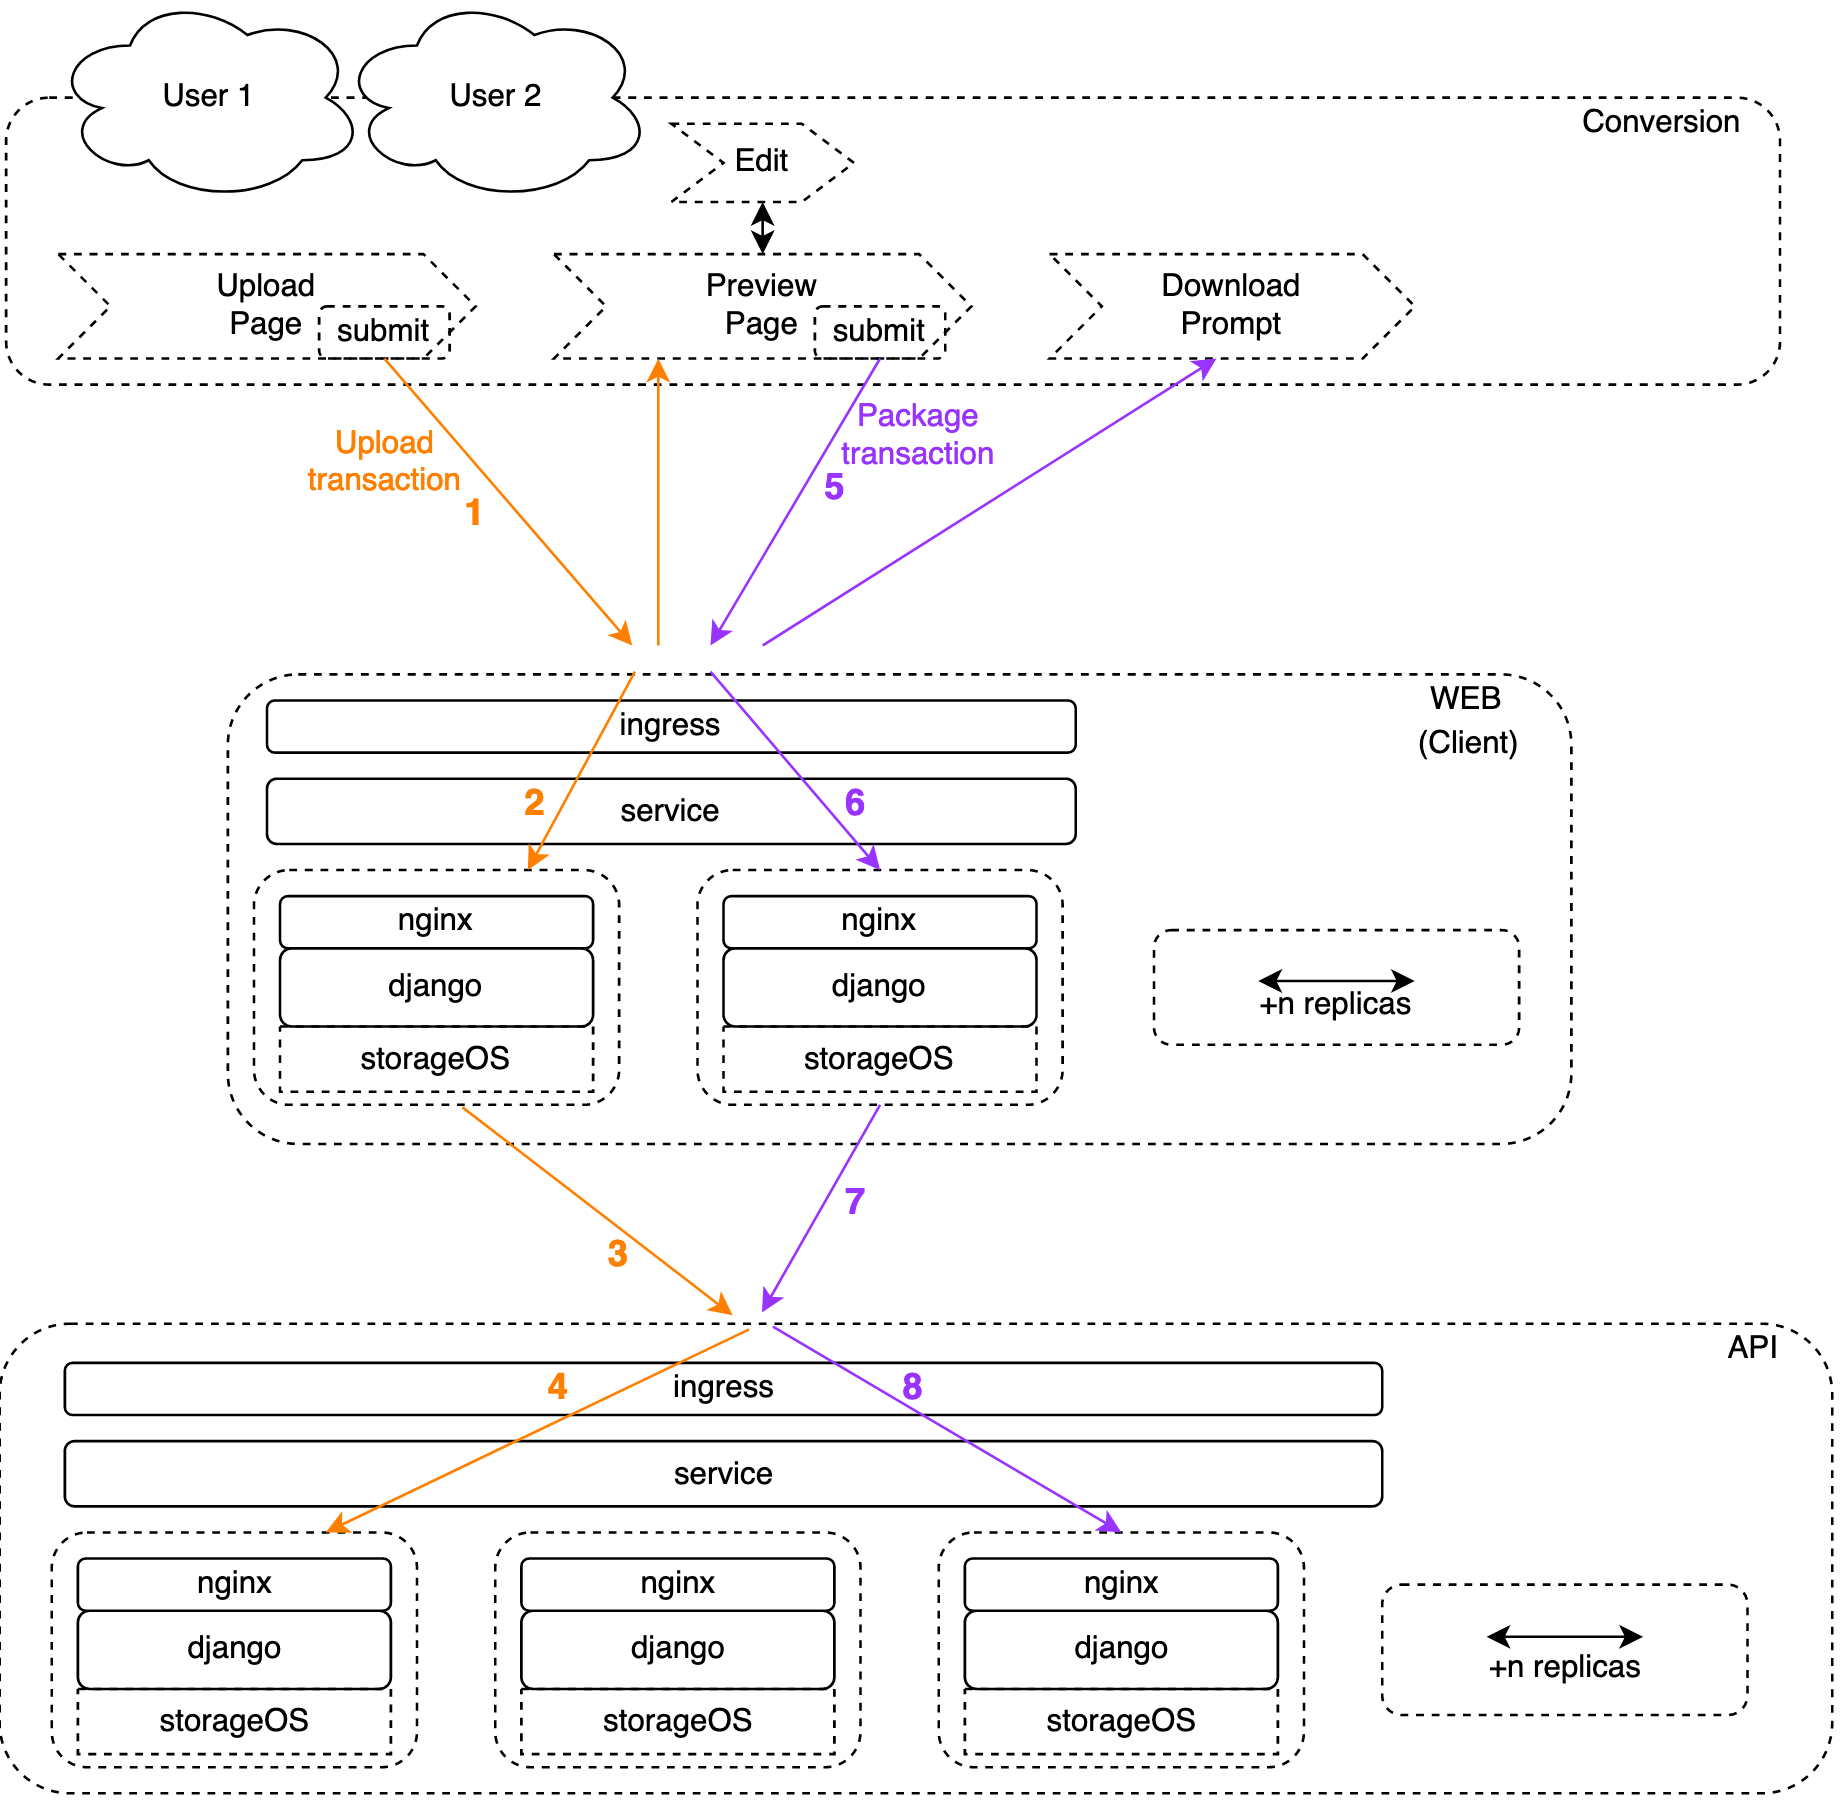 User 1
User 2
Conversion
Edit
Upload
Page
submit
Preview
Page
submit
Download
Prompt
Upload
transaction
1
Package
transaction
5
WEB
(Client)
ingress
2
service
6
nginx
django
storageOS
nginx
django
storageOS
+n replicas
3
7
API
4
ingress
8
service
nginx
django
storageOS
nginx
django
storageOS
nginx
django
storageOS
+n replicas